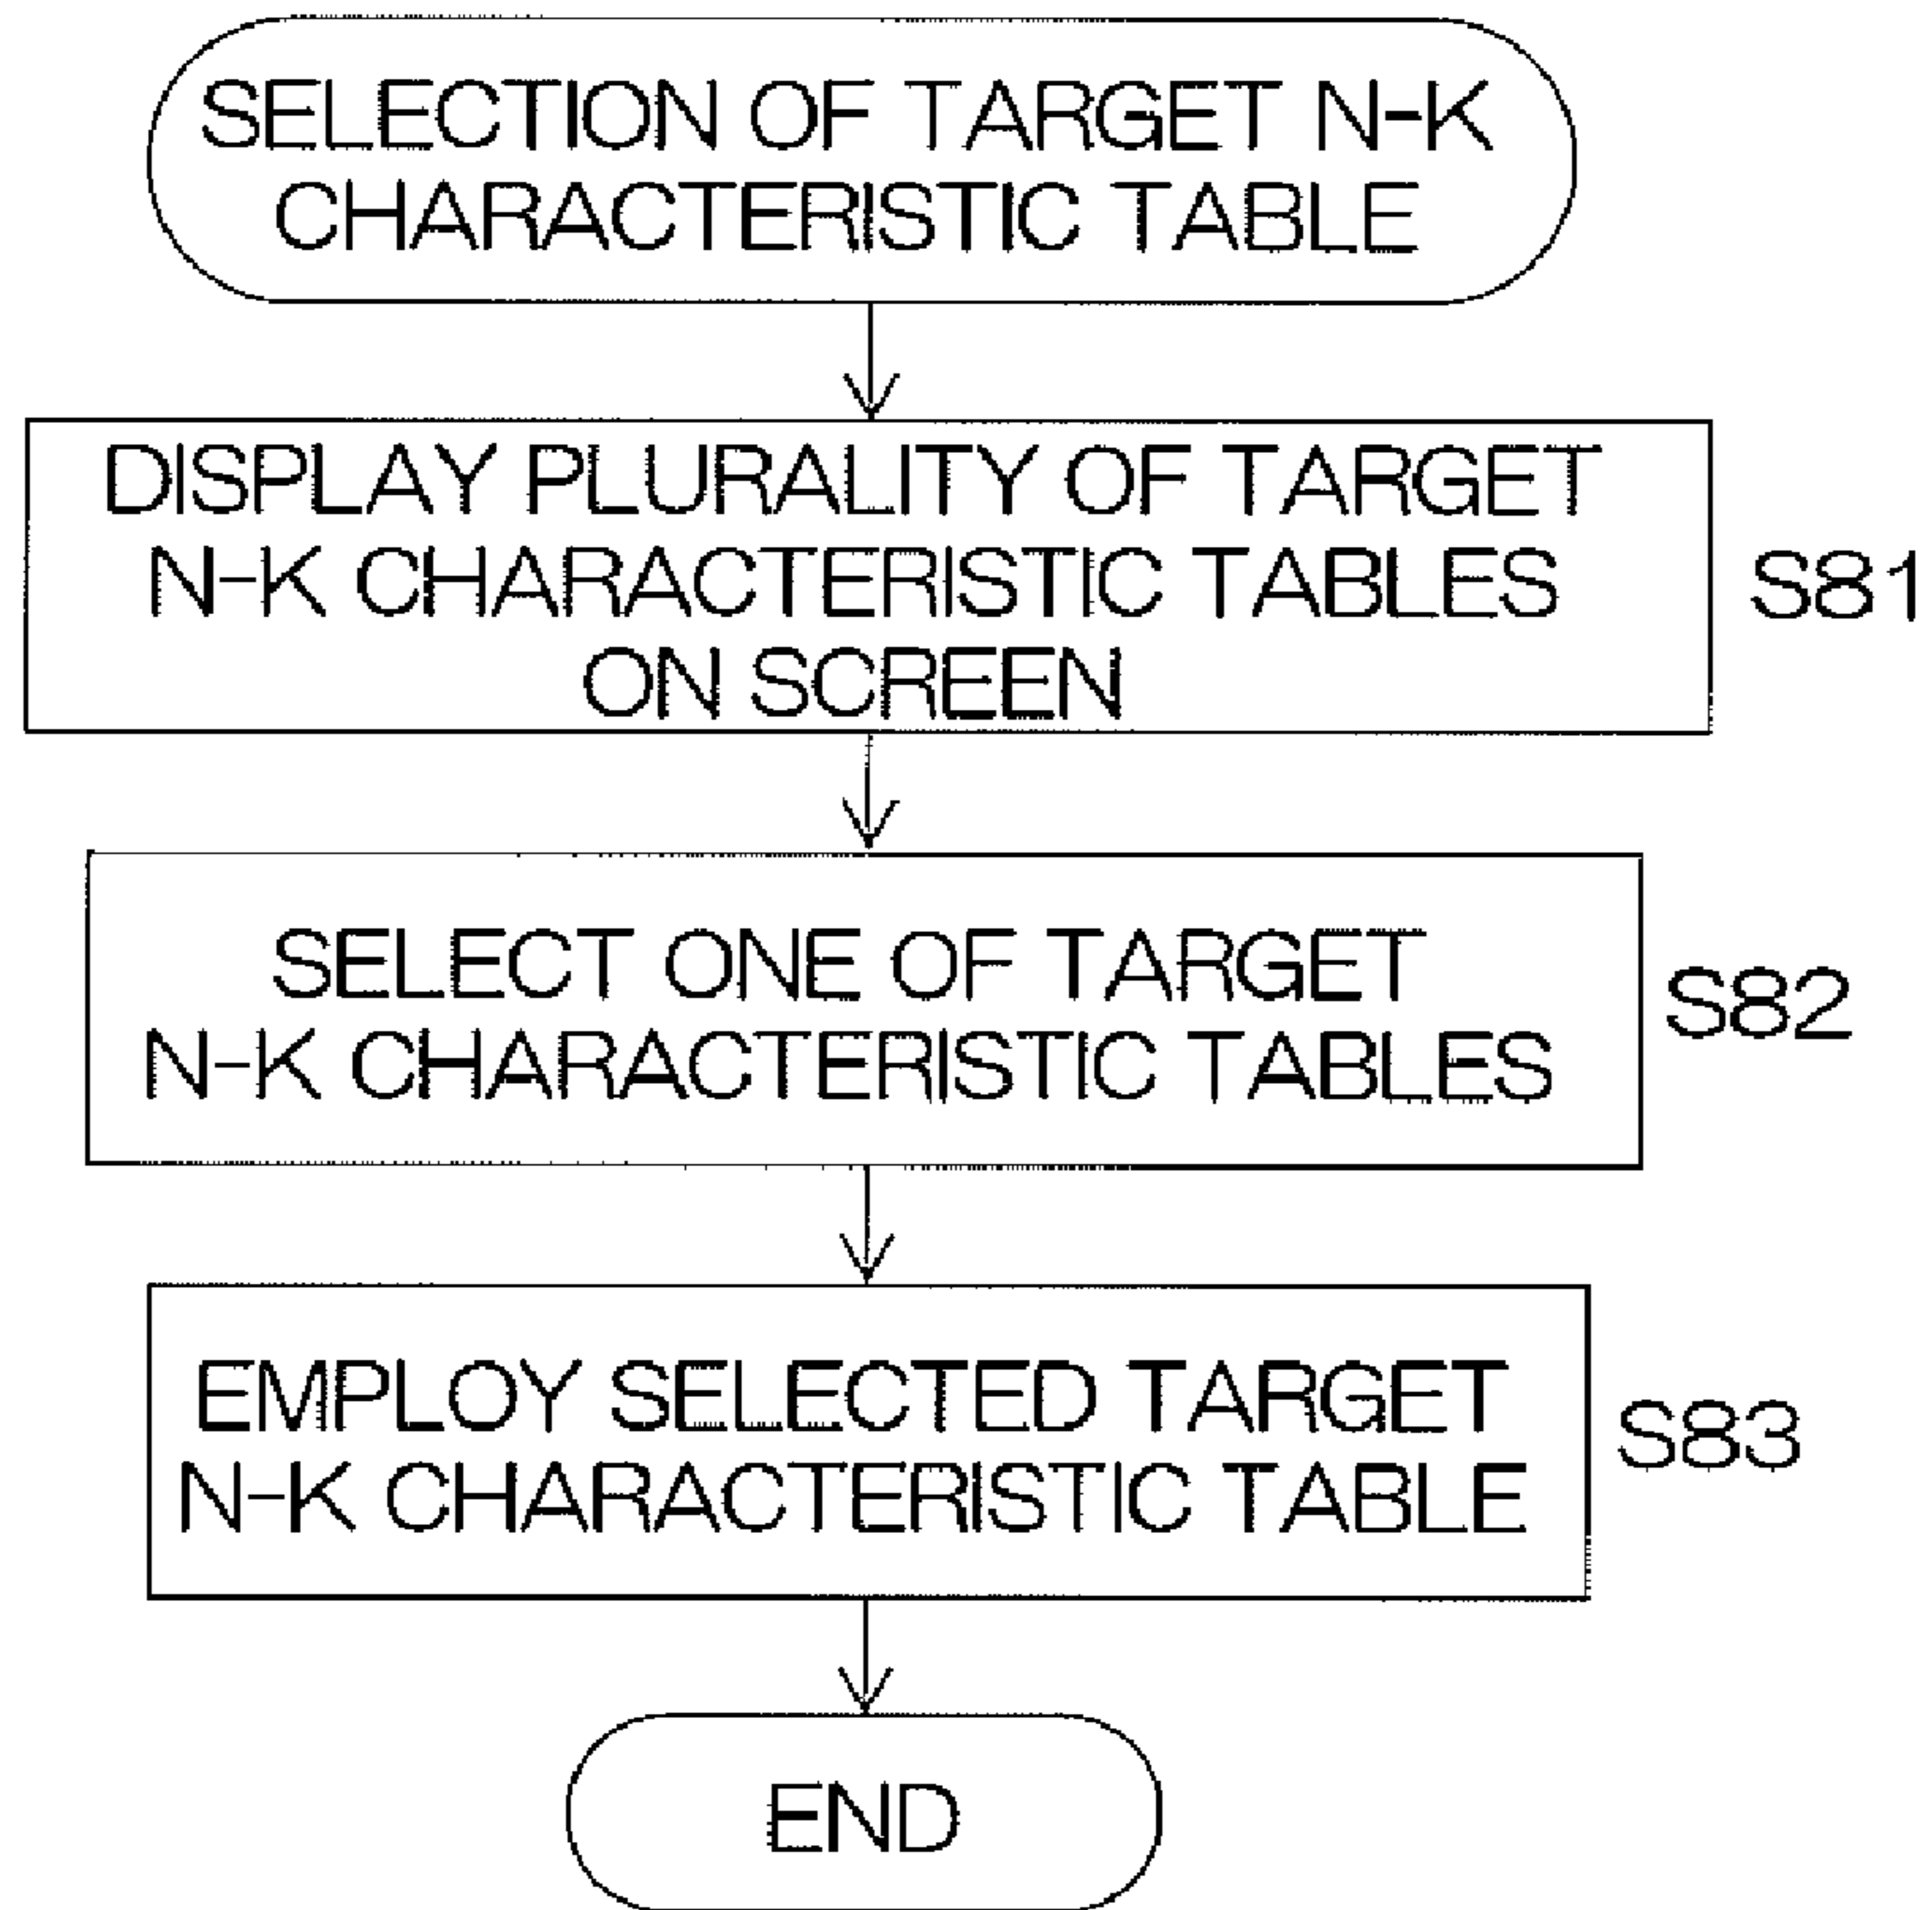 SELECTION OF TARGET N-K
CHARACTERISTIC TABLE
DISPLAY PLURALITY OF TARGET
N-K CHARACTERISTIC TABLES
ON SCREEN
S81
SELECT ONE OF TARGET
N-K CHARACTERISTIC TABLES
S82
EMPLOY SELECTED TARGET
N-K CHARACTERISTIC TABLE
S83
END